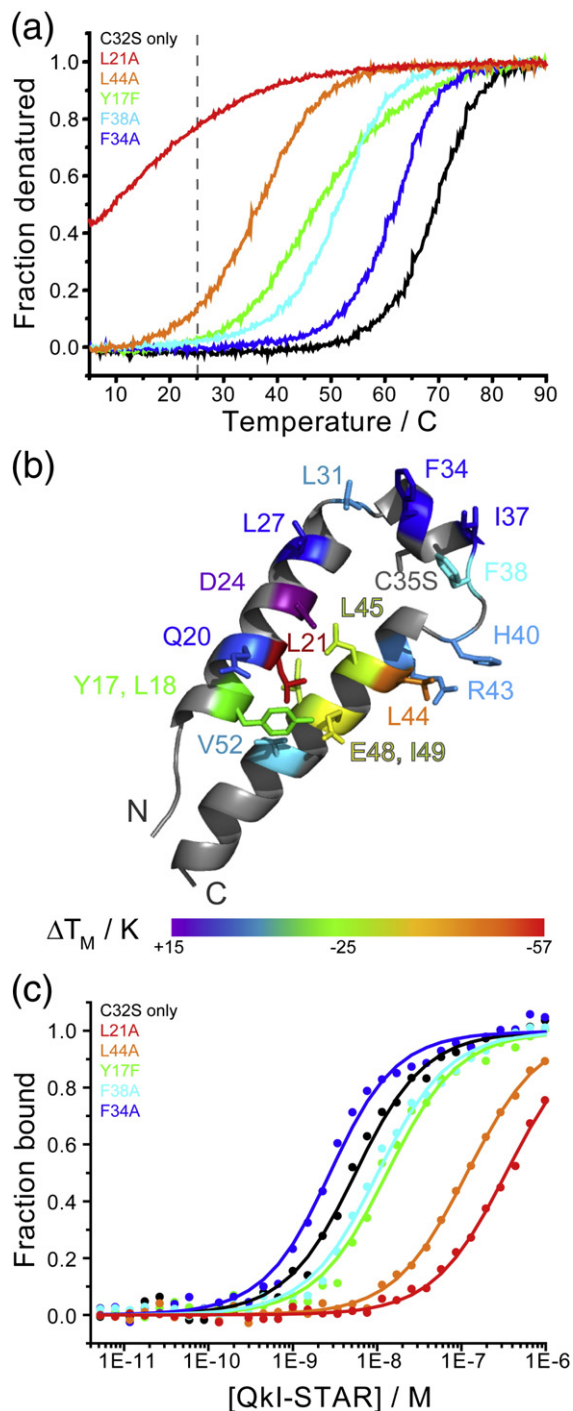 (a)
C32S only
L21A
L44A
Y17F
F38A
F34A
1.0
0.8
0.6
0.4
0.2
0.0
Fraction denatured
10 20 30 40 50 60 70 80 90
Temperature / C
(b)
L31
F34
L27
I37
D24
C35S
F38
L45
Q20
L21
H40
Y17, L18
R43
L44
V52
E48, I49
N
C
ΔTM / K
+15 -25 -57
(c)
C32S only
L21A
L44A
Y17F
F38A
F34A
1.0
0.8
0.6
0.4
0.2
0.0
Fraction bound
1E-11 1E-10 1E-9 1E-8 1E-7 1E-6
[QkI-STAR] / M